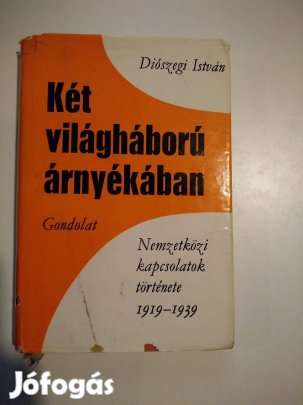 Diószegi István
Két
világháború
árnyékában
Gondolat
Nemzetközi
kapcsolatok
története
1919–1939
Jófogás